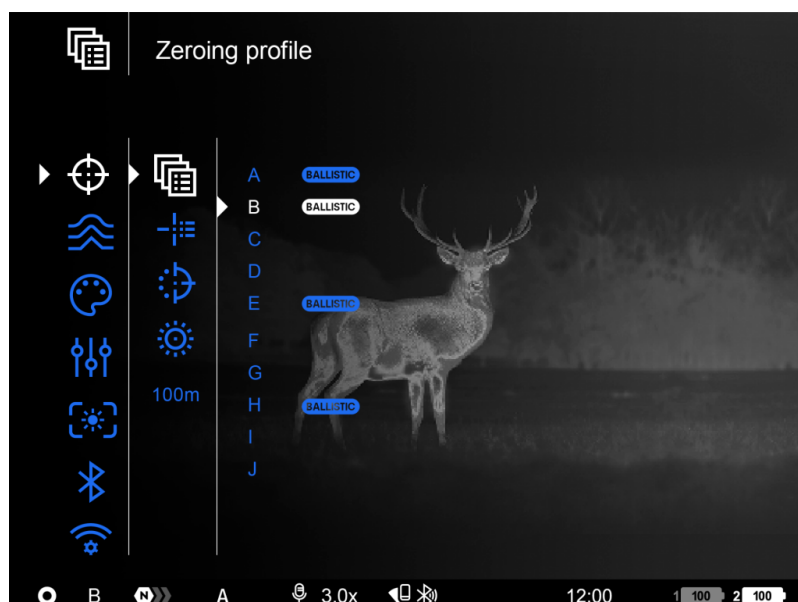 Zeroing profile
A BALLISTIC
B BALLISTIC
C
D
E BALLISTIC
F
100m
G
H BALLISTIC
I
J
B N A 3.0x 12:00 1 100 2 100